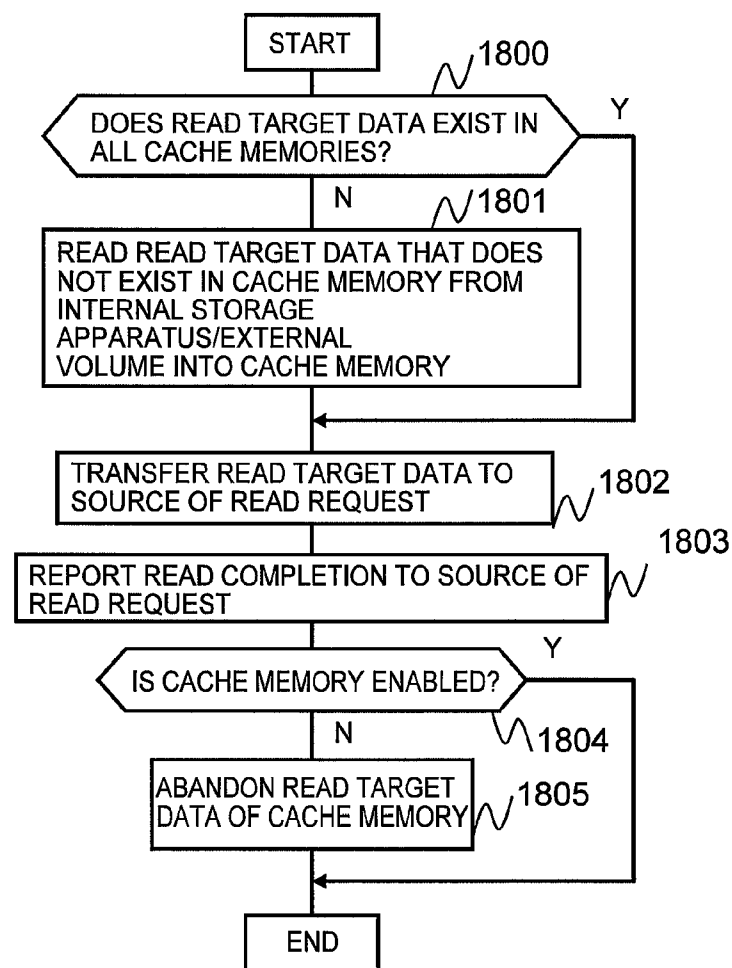 START
1800
DOES READ TARGET DATA EXIST IN
ALL CACHE MEMORIES?
Y
N
1801
READ READ TARGET DATA THAT DOES
NOT EXIST IN CACHE MEMORY FROM
INTERNAL STORAGE
APPARATUS/EXTERNAL
VOLUME INTO CACHE MEMORY
TRANSFER READ TARGET DATA TO
SOURCE OF READ REQUEST
1802
1803
REPORT READ COMPLETION TO SOURCE OF
READ REQUEST
Y
IS CACHE MEMORY ENABLED?
N
1804
ABANDON READ TARGET
DATA OF CACHE MEMORY
1805
END